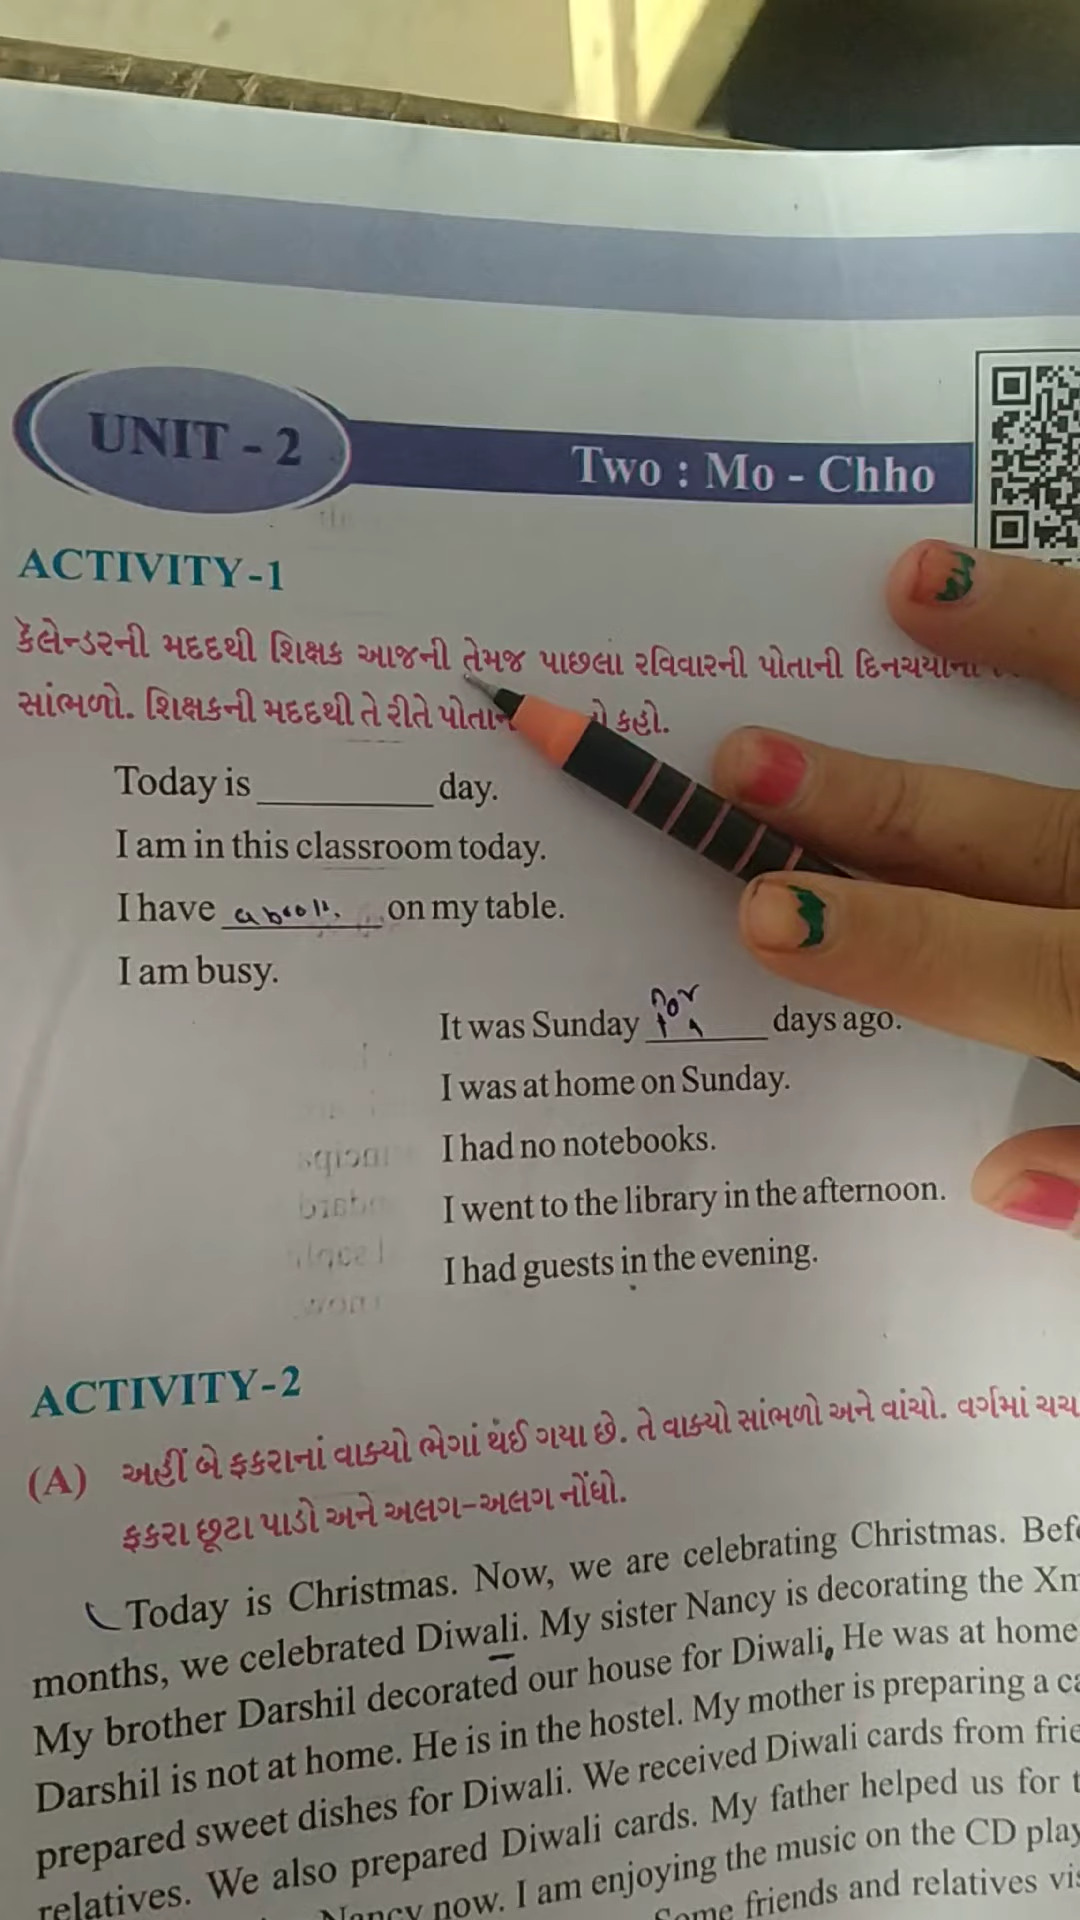 UNIT - 2
Two : Mo - Chho
ACTIVITY-1
કૅલેન્ડરની મદદથી શિક્ષક આજની તેમજ પાછલા રવિવારની પોતાની
સાંભળો. શિક્ષકની મદદથી તે રીતે કહો.
Today is __________ day.
I am in this classroom today.
I have a book on my table.
I am busy.
It was Sunday days ago.
I was at home on Sunday.
I had no notebooks.
I went to the library in the afternoon.
I had guests in the evening.
ACTIVITY-2
(A) અહીં બે ફકરાનાં વાક્યો ભેગાં થઈ ગયા છે. તે વાક્યો સાંભળો અને વાંચો. વર્ગમાં
ફકરા છૂટા પાડો અને અલગ-અલગ નોંધો.
Today is Christmas. Now, we are celebrating Christmas.
months, we celebrated Diwali. My sister Nancy is decorating the
My brother Darshil decorated our house for Diwali, He was at home
Darshil is not at home. He is in the hostel. My mother is preparing a
prepared sweet dishes for Diwali. We received Diwali cards from
relatives. We also prepared Diwali cards. My father helped us for
Nancy now. I am enjoying the music on the CD
Some friends and relatives